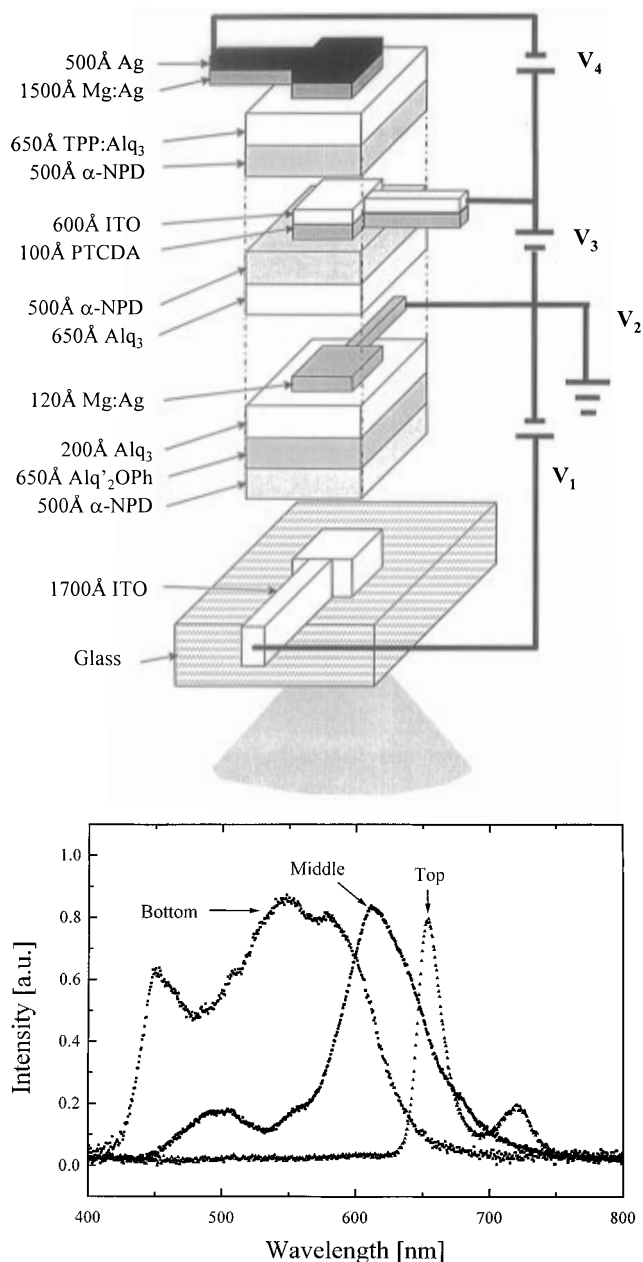 500Å Ag
1500Å Mg:Ag
650Å TPP:Alq₃
500Å α-NPD
600Å ITO
100Å PTCDA
500Å α-NPD
650Å Alq₃
120Å Mg:Ag
200Å Alq₃
650Å Alq'₂OPh
500Å α-NPD
1700Å ITO
Glass
V₄
V₃
V₂
V₁
1.0
0.8
0.6
0.4
0.2
0.0
Intensity [a.u.]
Bottom
Middle
Top
400 500 600 700 800
Wavelength [nm]